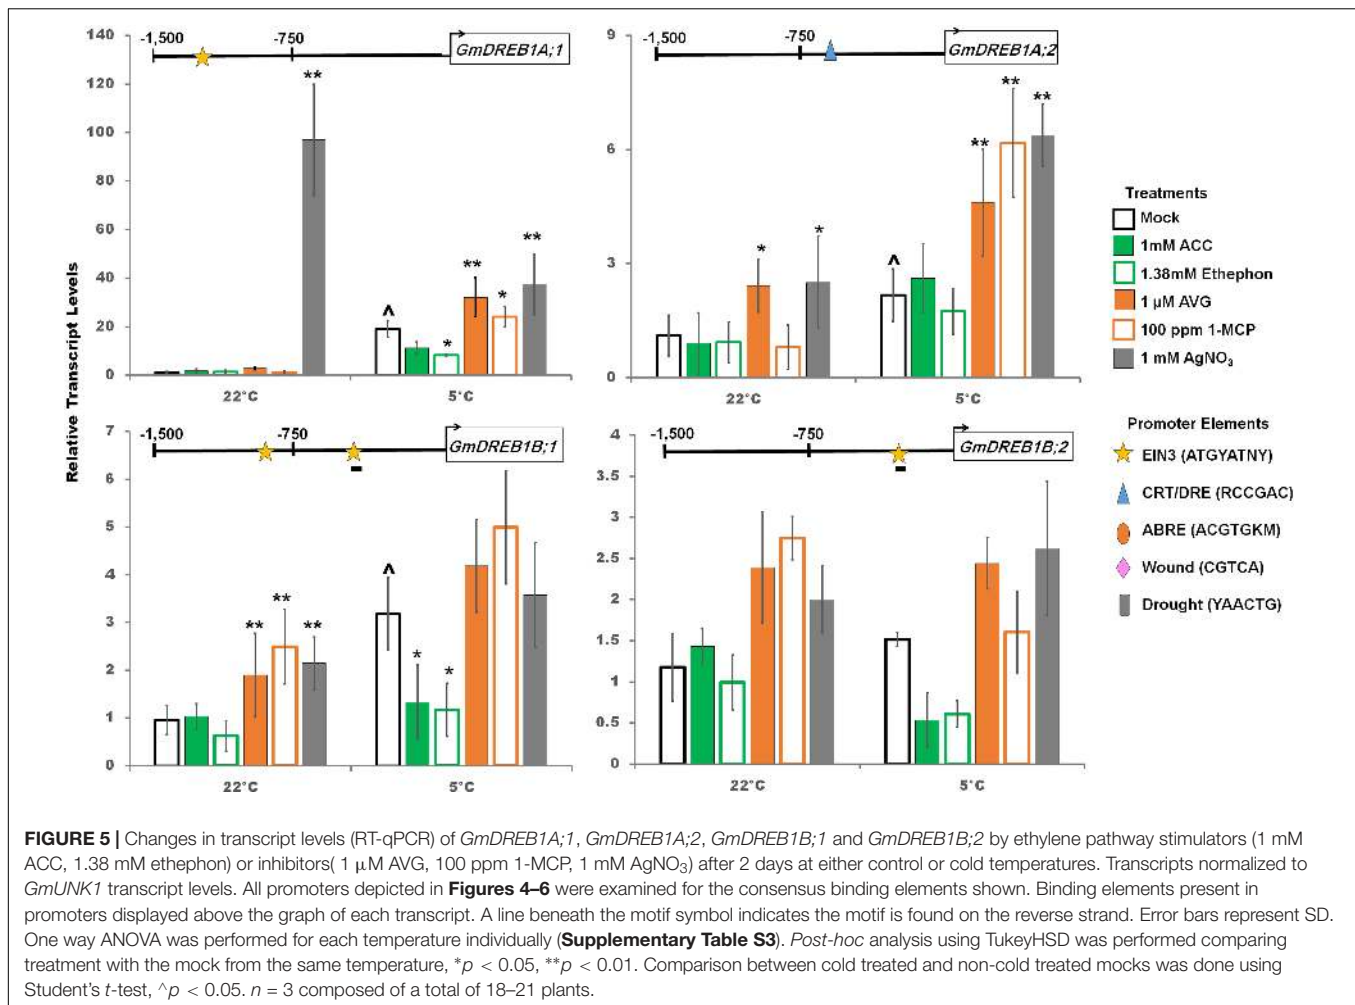 Relative Transcript Levels
140
120
100
80
60
40
20
0
-1,500
-750
GmDREB1A;1
**
^
*
**
*
**
22°C
5°C
9
6
3
0
-1,500
-750
GmDREB1A;2
*
*
^
**
**
**
22°C
5°C
7
6
5
4
3
2
1
0
-1,500
-750
GmDREB1B;1
**
**
**
^
*
*
22°C
5°C
4
3.5
3
2.5
2
1.5
1
0.5
0
-1,500
-750
GmDREB1B;2
22°C
5°C
Treatments
Mock
1mM ACC
1.38mM Ethephon
1 µM AVG
100 ppm 1-MCP
1 mM AgNO₃
Promoter Elements
EIN3 (ATGYATNY)
CRT/DRE (RCCGAC)
ABRE (ACGTGKM)
Wound (CGTCA)
Drought (YAACTG)
FIGURE 5 | Changes in transcript levels (RT-qPCR) of GmDREB1A;1, GmDREB1A;2, GmDREB1B;1 and GmDREB1B;2 by ethylene pathway stimulators (1 mM
ACC, 1.38 mM ethephon) or inhibitors( 1 µM AVG, 100 ppm 1-MCP, 1 mM AgNO₃) after 2 days at either control or cold temperatures. Transcripts normalized to
GmUNK1 transcript levels. All promoters depicted in Figures 4–6 were examined for the consensus binding elements shown. Binding elements present in
promoters displayed above the graph of each transcript. A line beneath the motif symbol indicates the motif is found on the reverse strand. Error bars represent SD.
One way ANOVA was performed for each temperature individually (Supplementary Table S3). Post-hoc analysis using TukeyHSD was performed comparing
treatment with the mock from the same temperature, *p < 0.05, **p < 0.01. Comparison between cold treated and non-cold treated mocks was done using
Student's t-test, ^p < 0.05. n = 3 composed of a total of 18–21 plants.